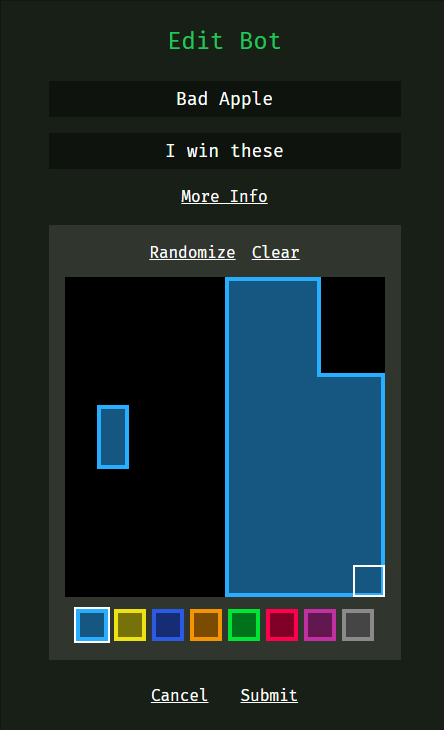 Edit Bot
Bad Apple
I win these
More Info
Randomize Clear
Cancel Submit